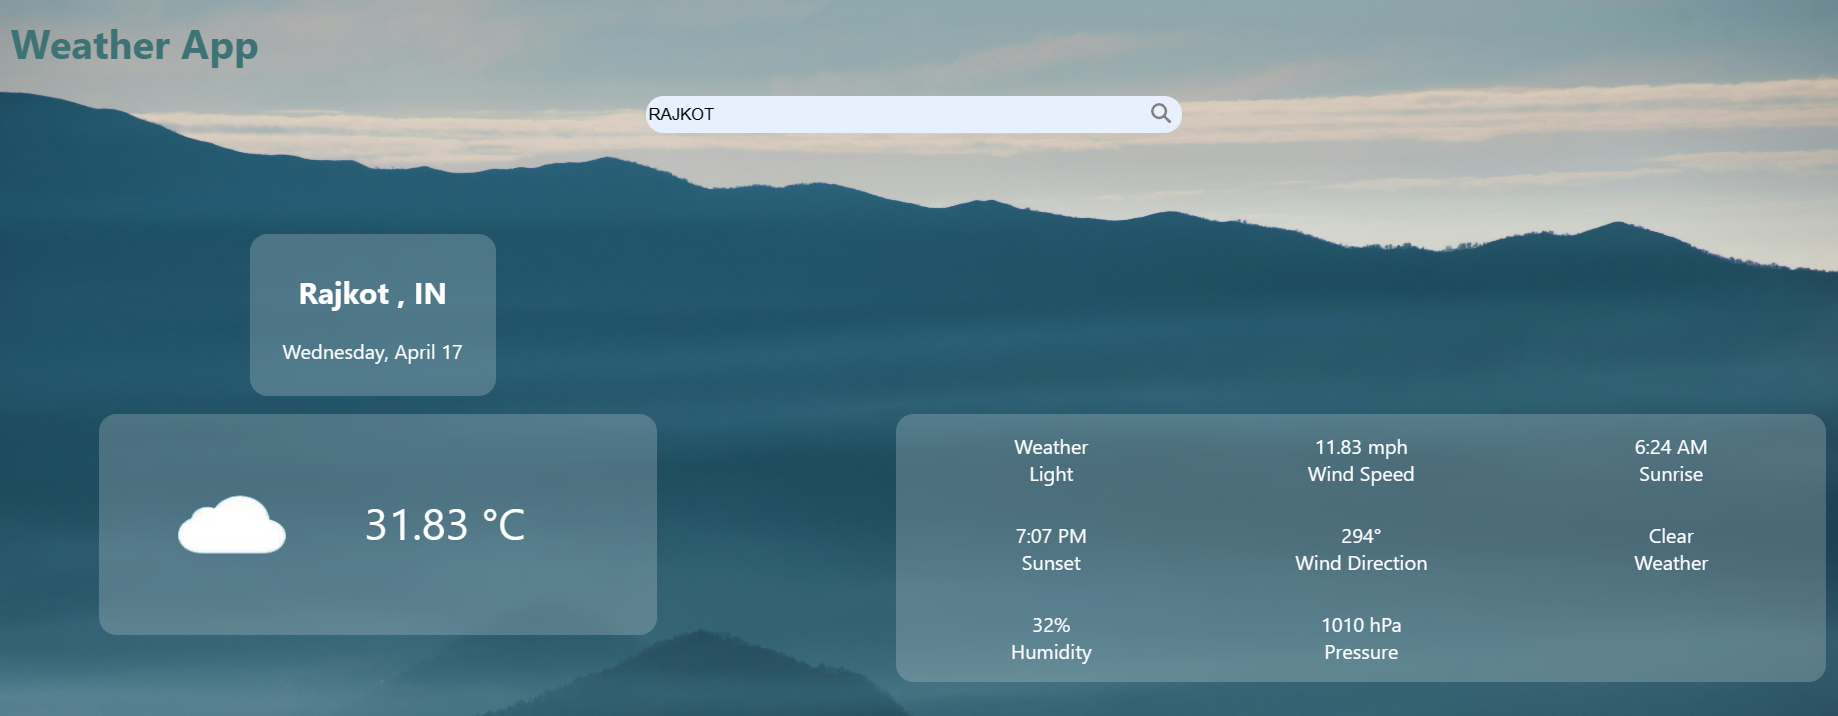 Weather App
RAJKOT
Rajkot , IN
Wednesday, April 17
31.83 °C
Weather
Light
11.83 mph
Wind Speed
6:24 AM
Sunrise
7:07 PM
Sunset
294°
Wind Direction
Clear
Weather
32%
Humidity
1010 hPa
Pressure